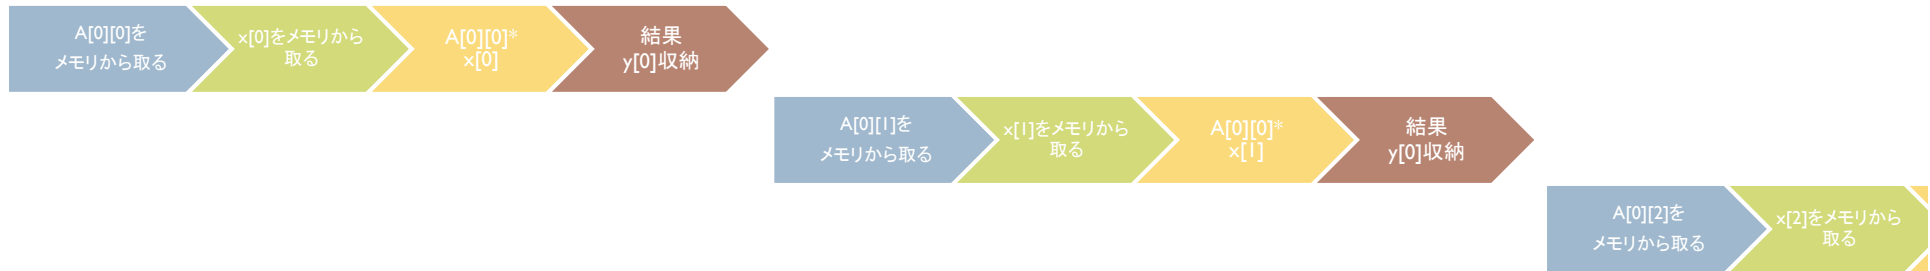 A[0][0]を
メモリから取る
x[0]をメモリから
取る
A[0][0]*
x[0]
結果
y[0]収納
A[0][1]を
メモリから取る
x[1]をメモリから
取る
A[0][0]*
x[1]
結果
y[0]収納
A[0][2]を
メモリから取る
x[2]をメモリから
取る